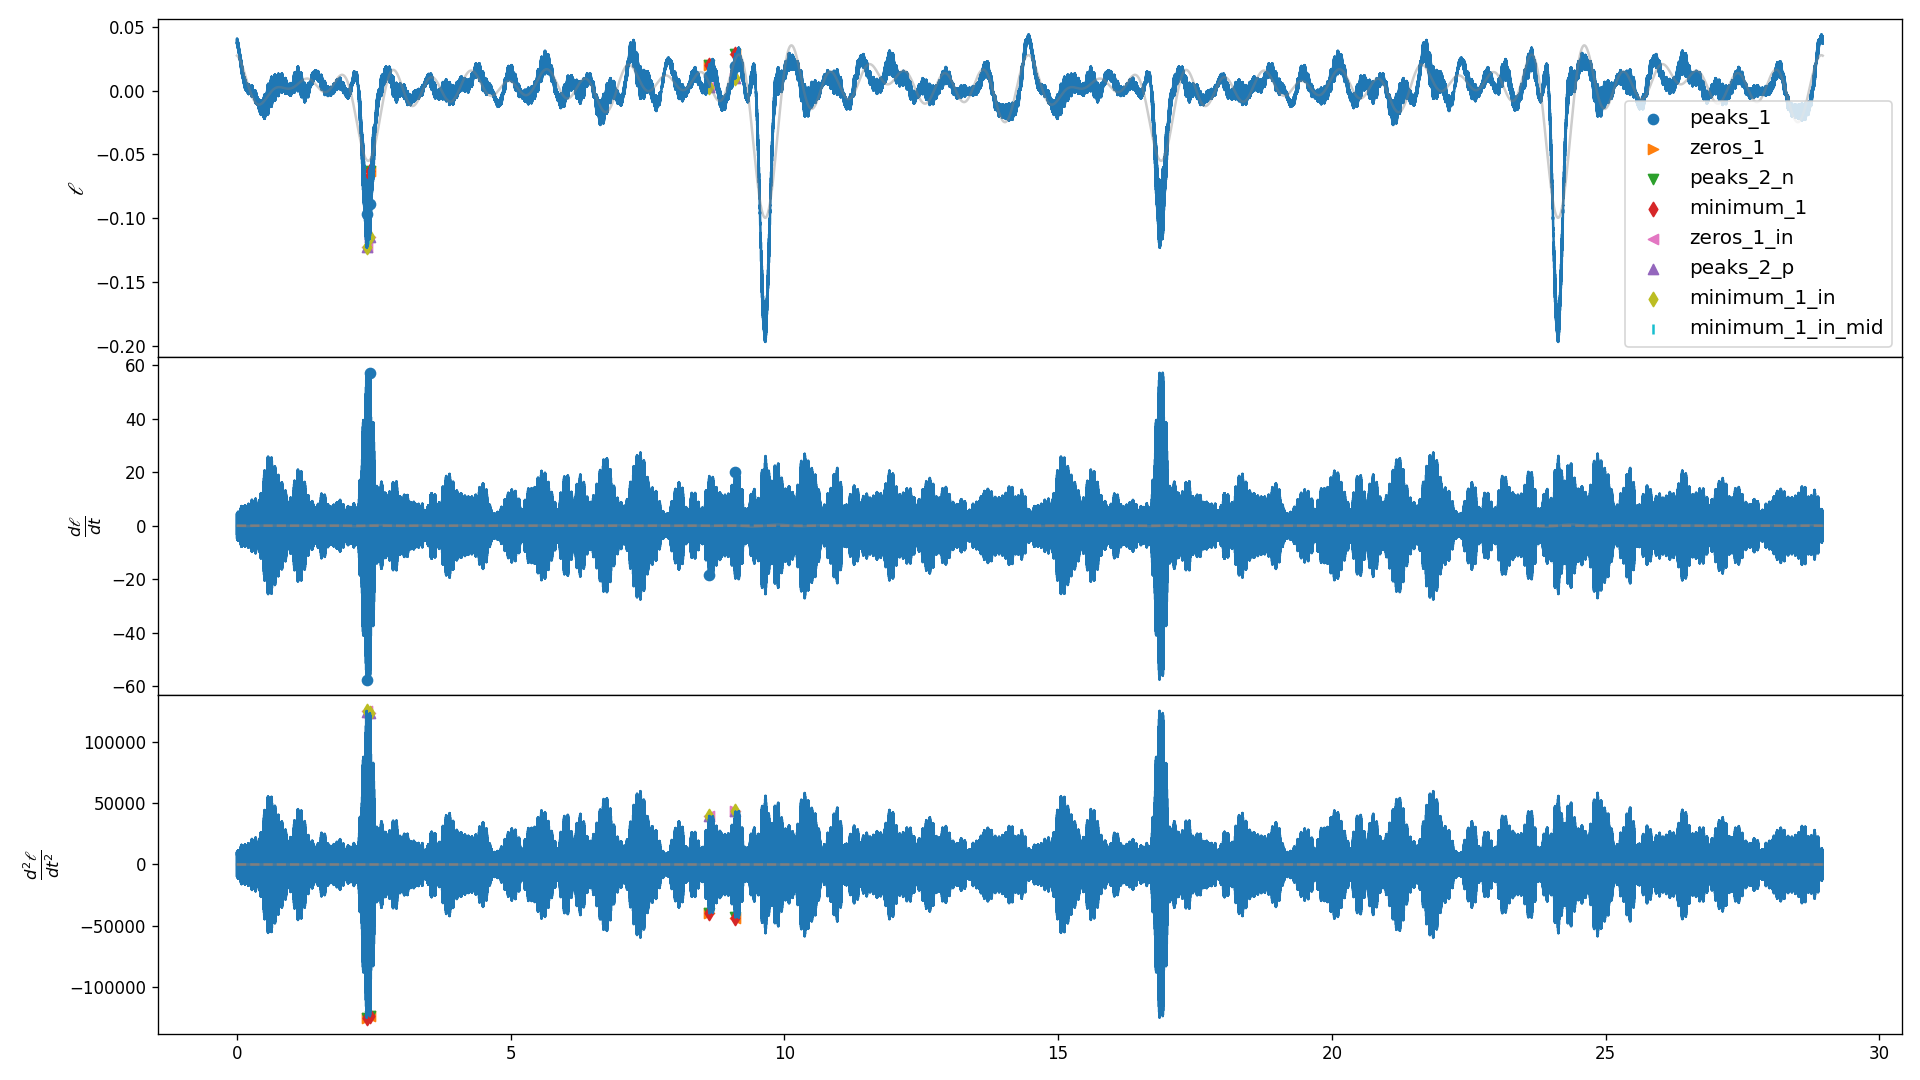 0.05
0.00
−0.05
−0.10
−0.15
−0.20
ℓ
peaks_1
zeros_1
peaks_2_n
minimum_1
zeros_1_in
peaks_2_p
minimum_1_in
minimum_1_in_mid
60
40
20
0
−20
−40
−60
dℓ
dt
100000
50000
0
−50000
−100000
d²ℓ
dt²
0 5 10 15 20 25 30